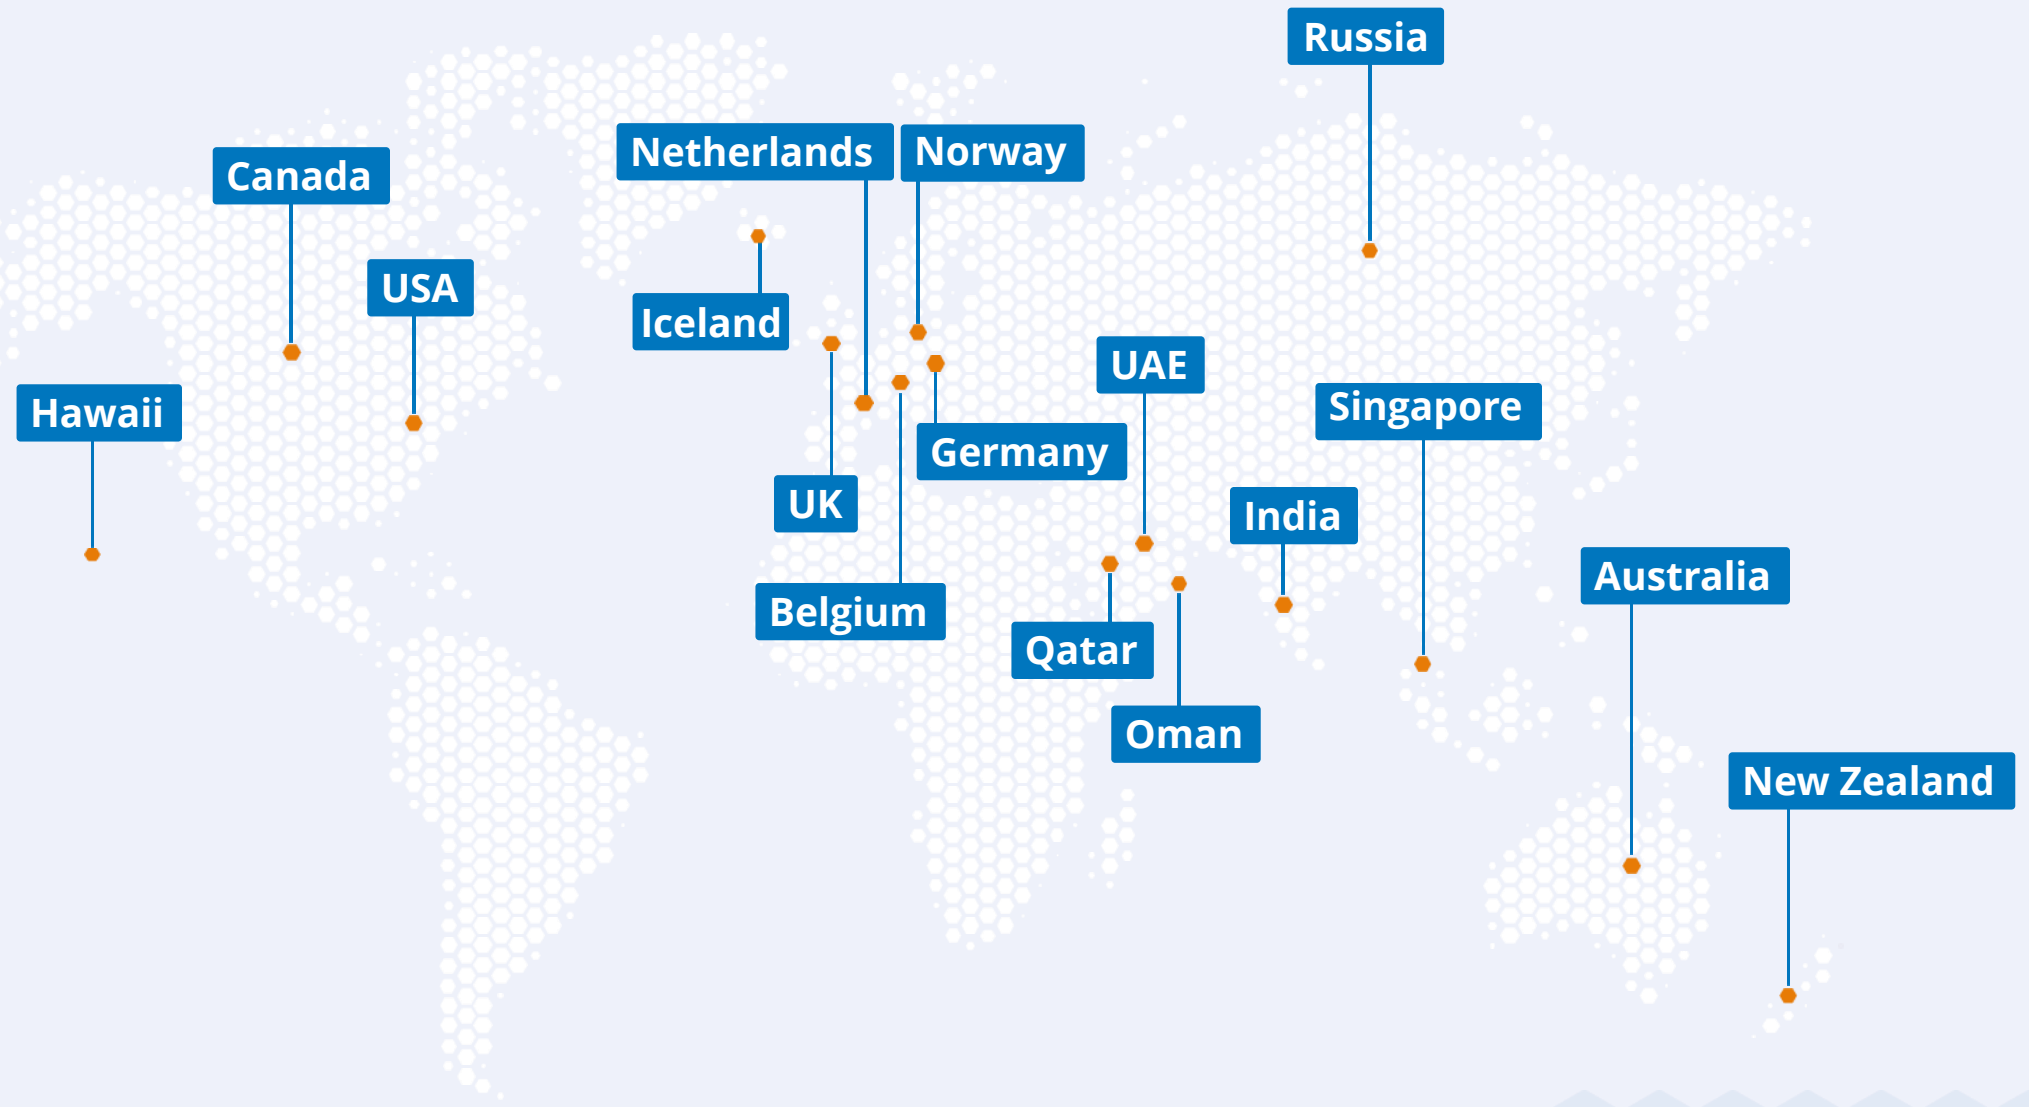 Russia
Netherlands
Norway
Canada
USA
Iceland
UAE
Hawaii
Singapore
Germany
UK
India
Australia
Belgium
Qatar
Oman
New Zealand